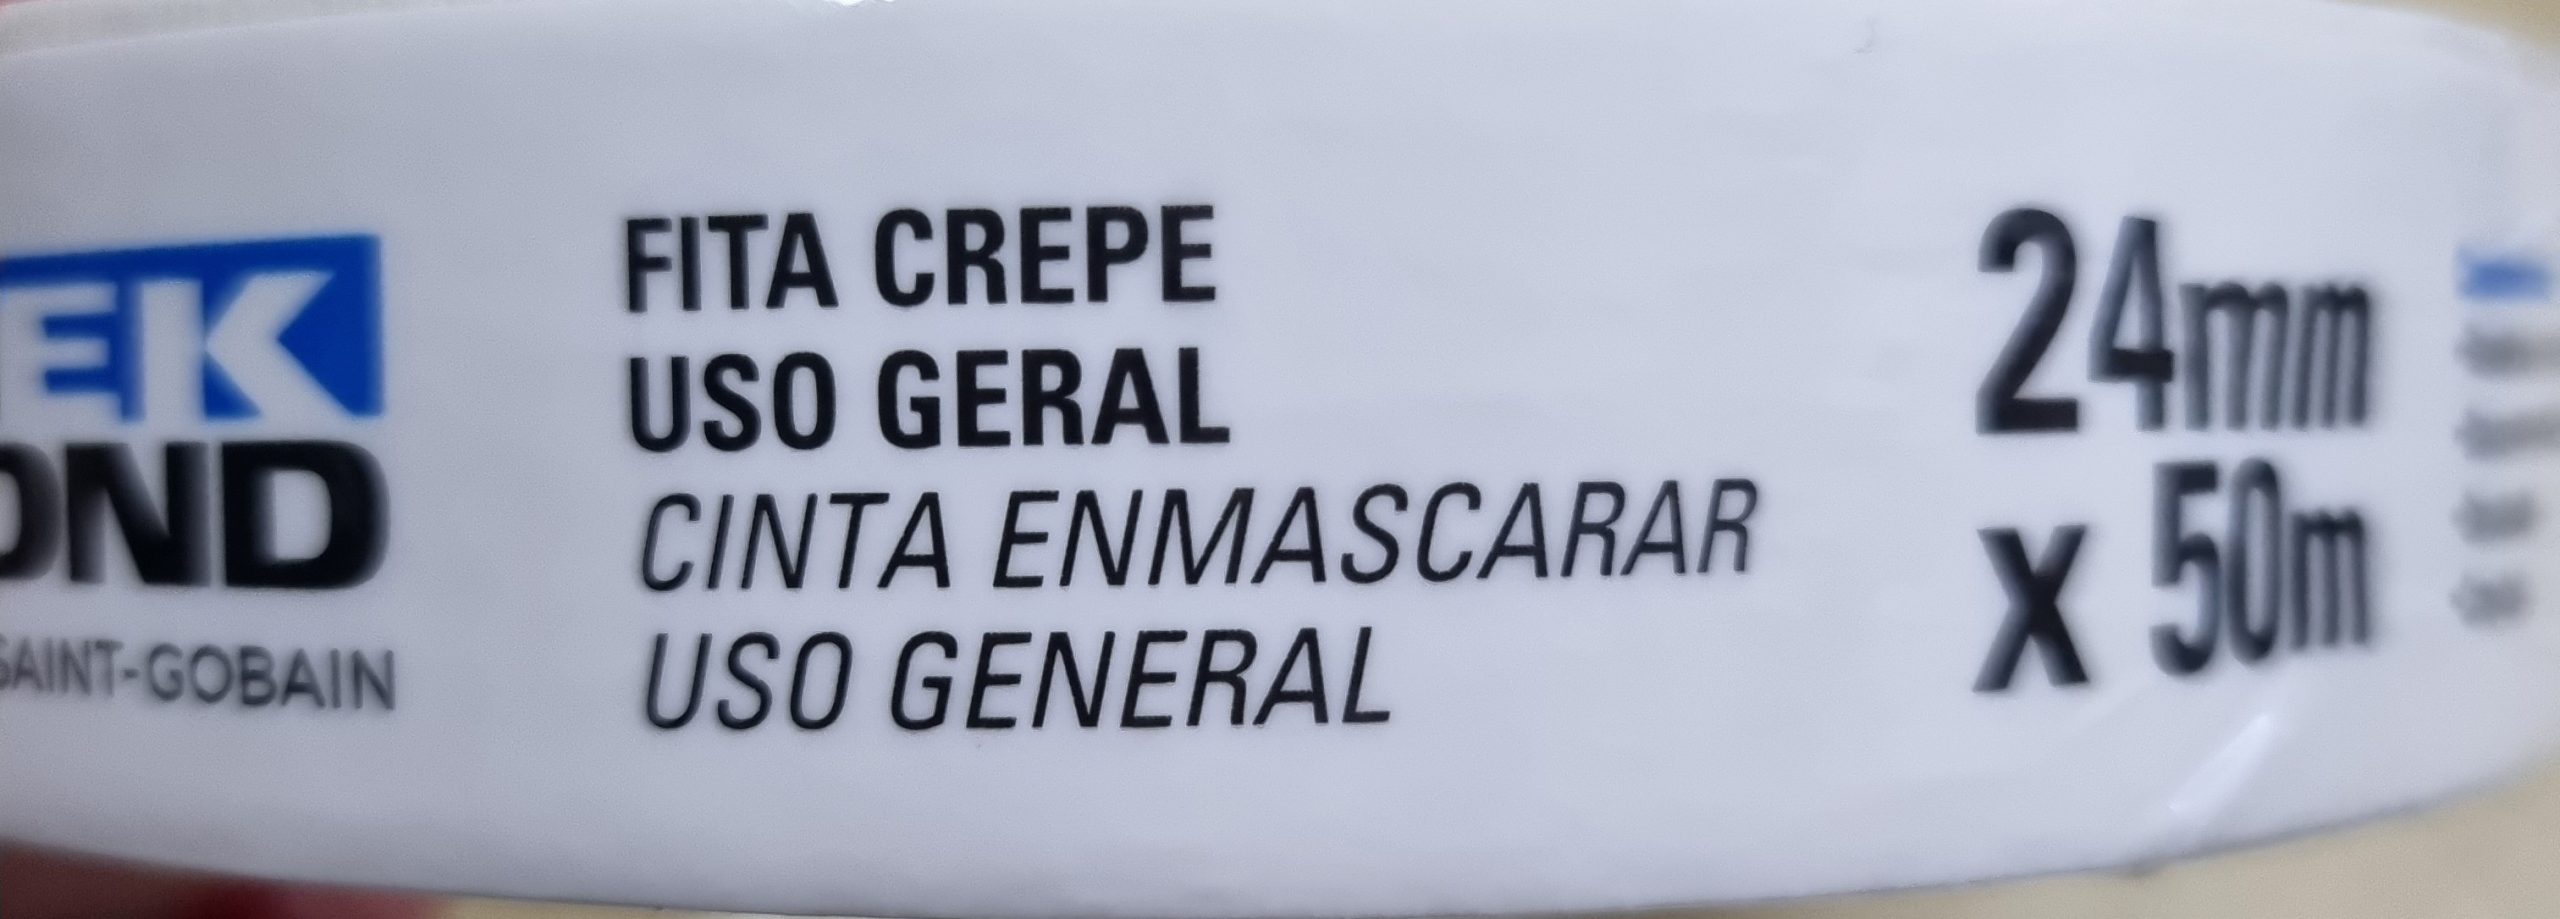 EK
OND
SAINT-GOBAIN
FITA CREPE
USO GERAL
CINTA ENMASCARAR
USO GENERAL
24mm
x 50m